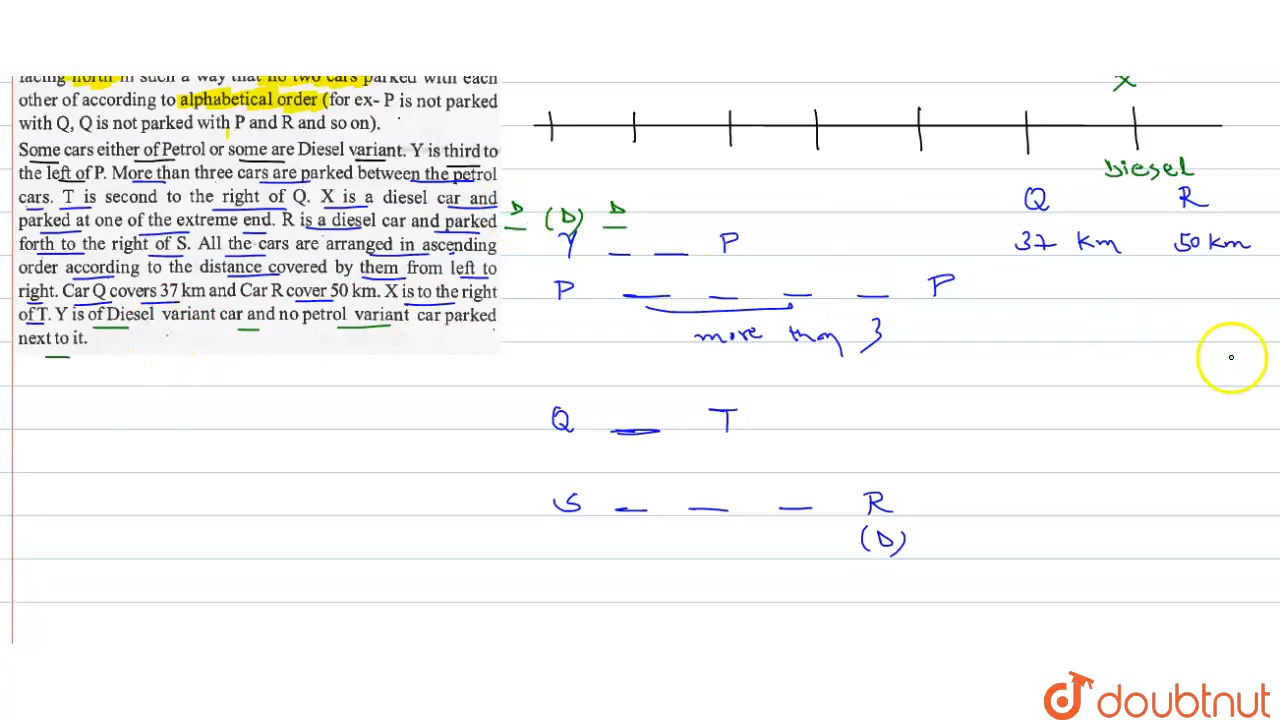 facing north in such a way that no two cars parked with each
other of according to alphabetical order (for ex- P is not parked
with Q, Q is not parked with P and R and so on).
Some cars either of Petrol or some are Diesel variant. Y is third to
the left of P. More than three cars are parked between the petrol
cars. T is second to the right of Q. X is a diesel car and
parked at one of the extreme end. R is a diesel car and parked
forth to the right of S. All the cars are arranged in ascending
order according to the distance covered by them from left to
right. Car Q covers 37 km and Car R cover 50 km. X is to the right
of T. Y is of Diesel variant car and no petrol variant car parked
next to it.
X
Diesel
Q R
37 km 50 km
D (D) D
Y _ _ P
P _ _ _ _ P
more than 3
Q _ T
S _ _ _ R
(D)
doubtnut